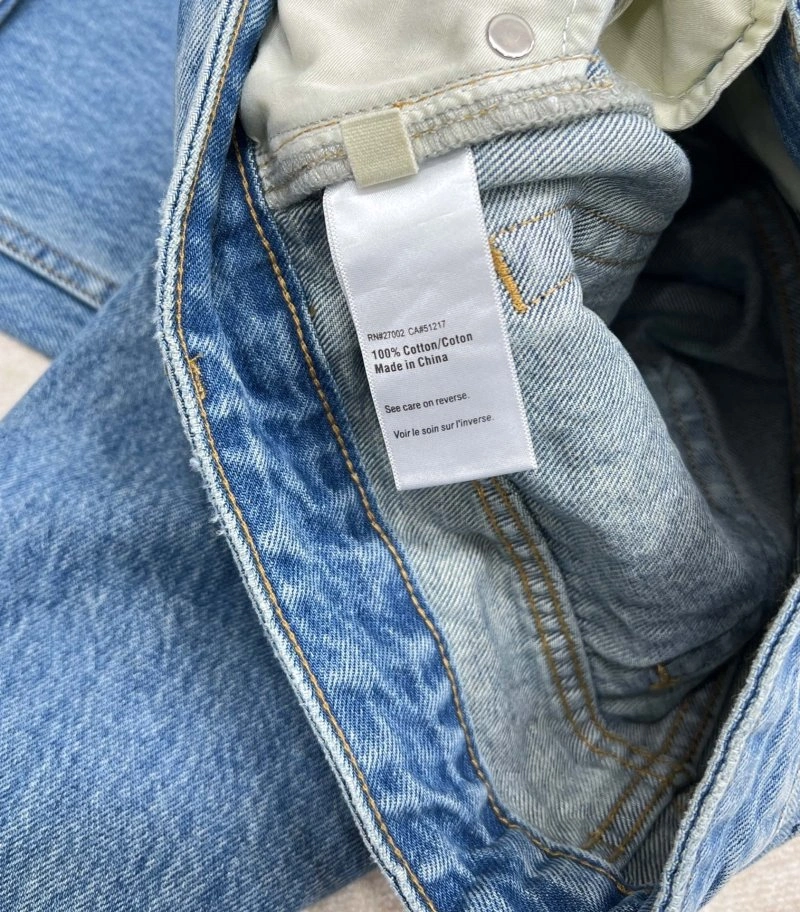 RN#27002 CA#51217
100% Cotton/Coton
Made in China
See care on reverse.
Voir le soin sur l'inverse.